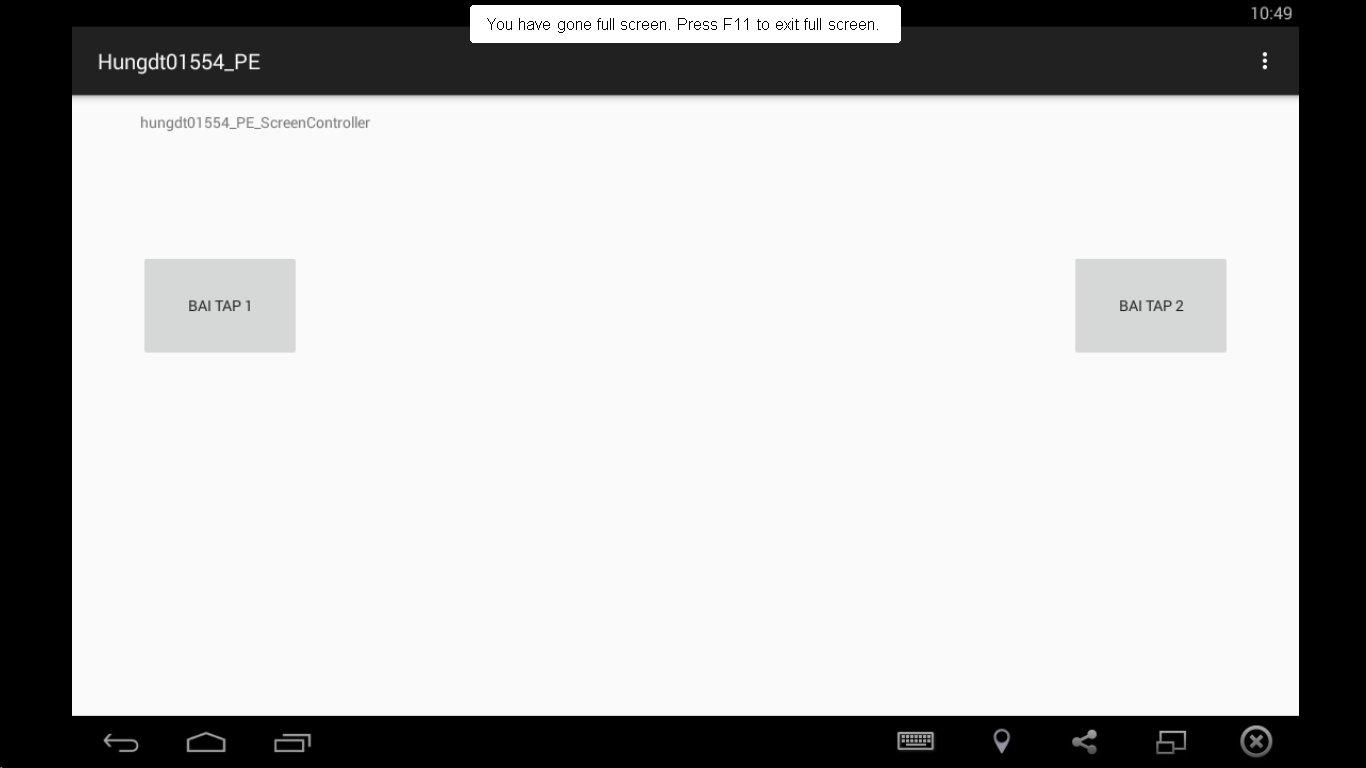 You have gone full screen. Press F11 to exit full screen.
10:49
Hungdt01554_PE
hungdt01554_PE_ScreenController
BAI TAP 1
BAI TAP 2